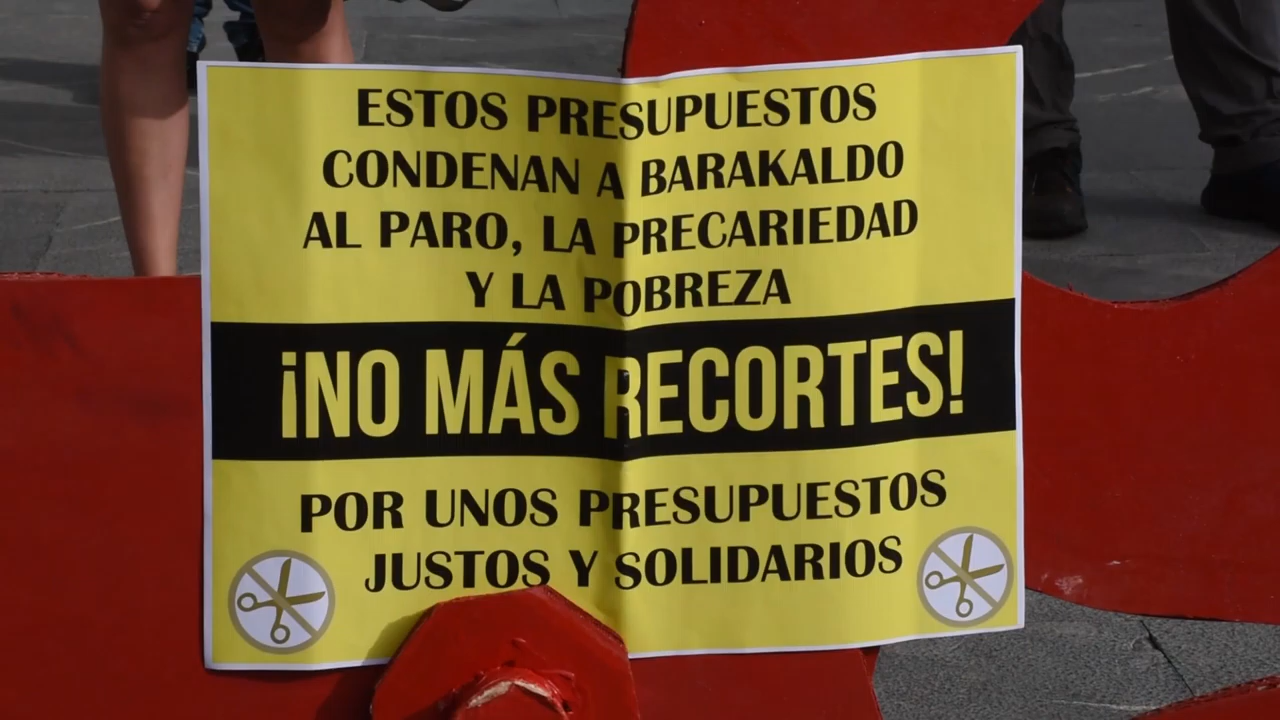 ESTOS PRESUPUESTOS
CONDENAN A BARAKALDO
AL PARO, LA PRECARIEDAD
Y LA POBREZA
¡NO MÁS RECORTES!
POR UNOS PRESUPUESTOS
JUSTOS Y SOLIDARIOS